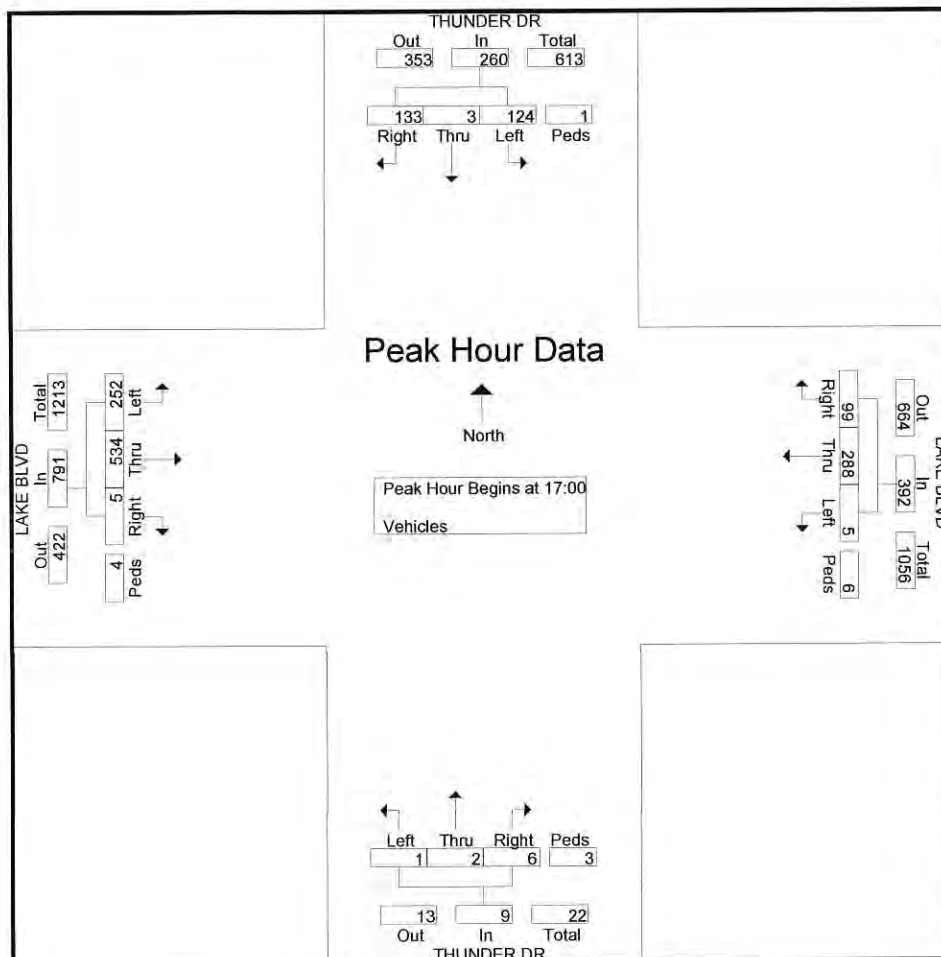 THUNDER DR
Out In Total
353 260 613
133 3 124 1
Right Thru Left Peds
Peak Hour Data
North
Peak Hour Begins at 17:00
Vehicles
LAKE BLVD
Out In Total
422 791 1213
Left Thru Right Peds
252 534 5 4
LAKE BLVD
Out In Total
664 392 1056
99 288 5 6
Right Thru Left Peds
Left Thru Right Peds
1 2 6 3
13 9 22
Out In Total
THUNDER DR